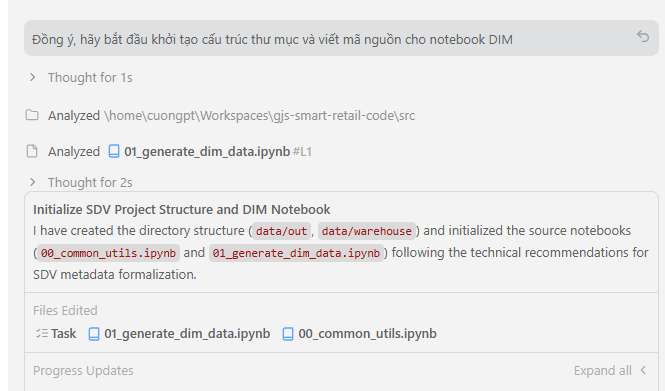 Đồng ý, hãy bắt đầu khởi tạo cấu trúc thư mục và viết mã nguồn cho notebook DIM
Thought for 1s
Analyzed \home\cuongpt\Workspaces\gjs-smart-retail-code\src
Analyzed 01_generate_dim_data.ipynb #L1
Thought for 2s
Initialize SDV Project Structure and DIM Notebook
I have created the directory structure (data/out, data/warehouse) and initialized the source notebooks
(00_common_utils.ipynb and 01_generate_dim_data.ipynb) following the technical recommendations for
SDV metadata formalization.
Files Edited
Task 01_generate_dim_data.ipynb 00_common_utils.ipynb
Progress Updates Expand all